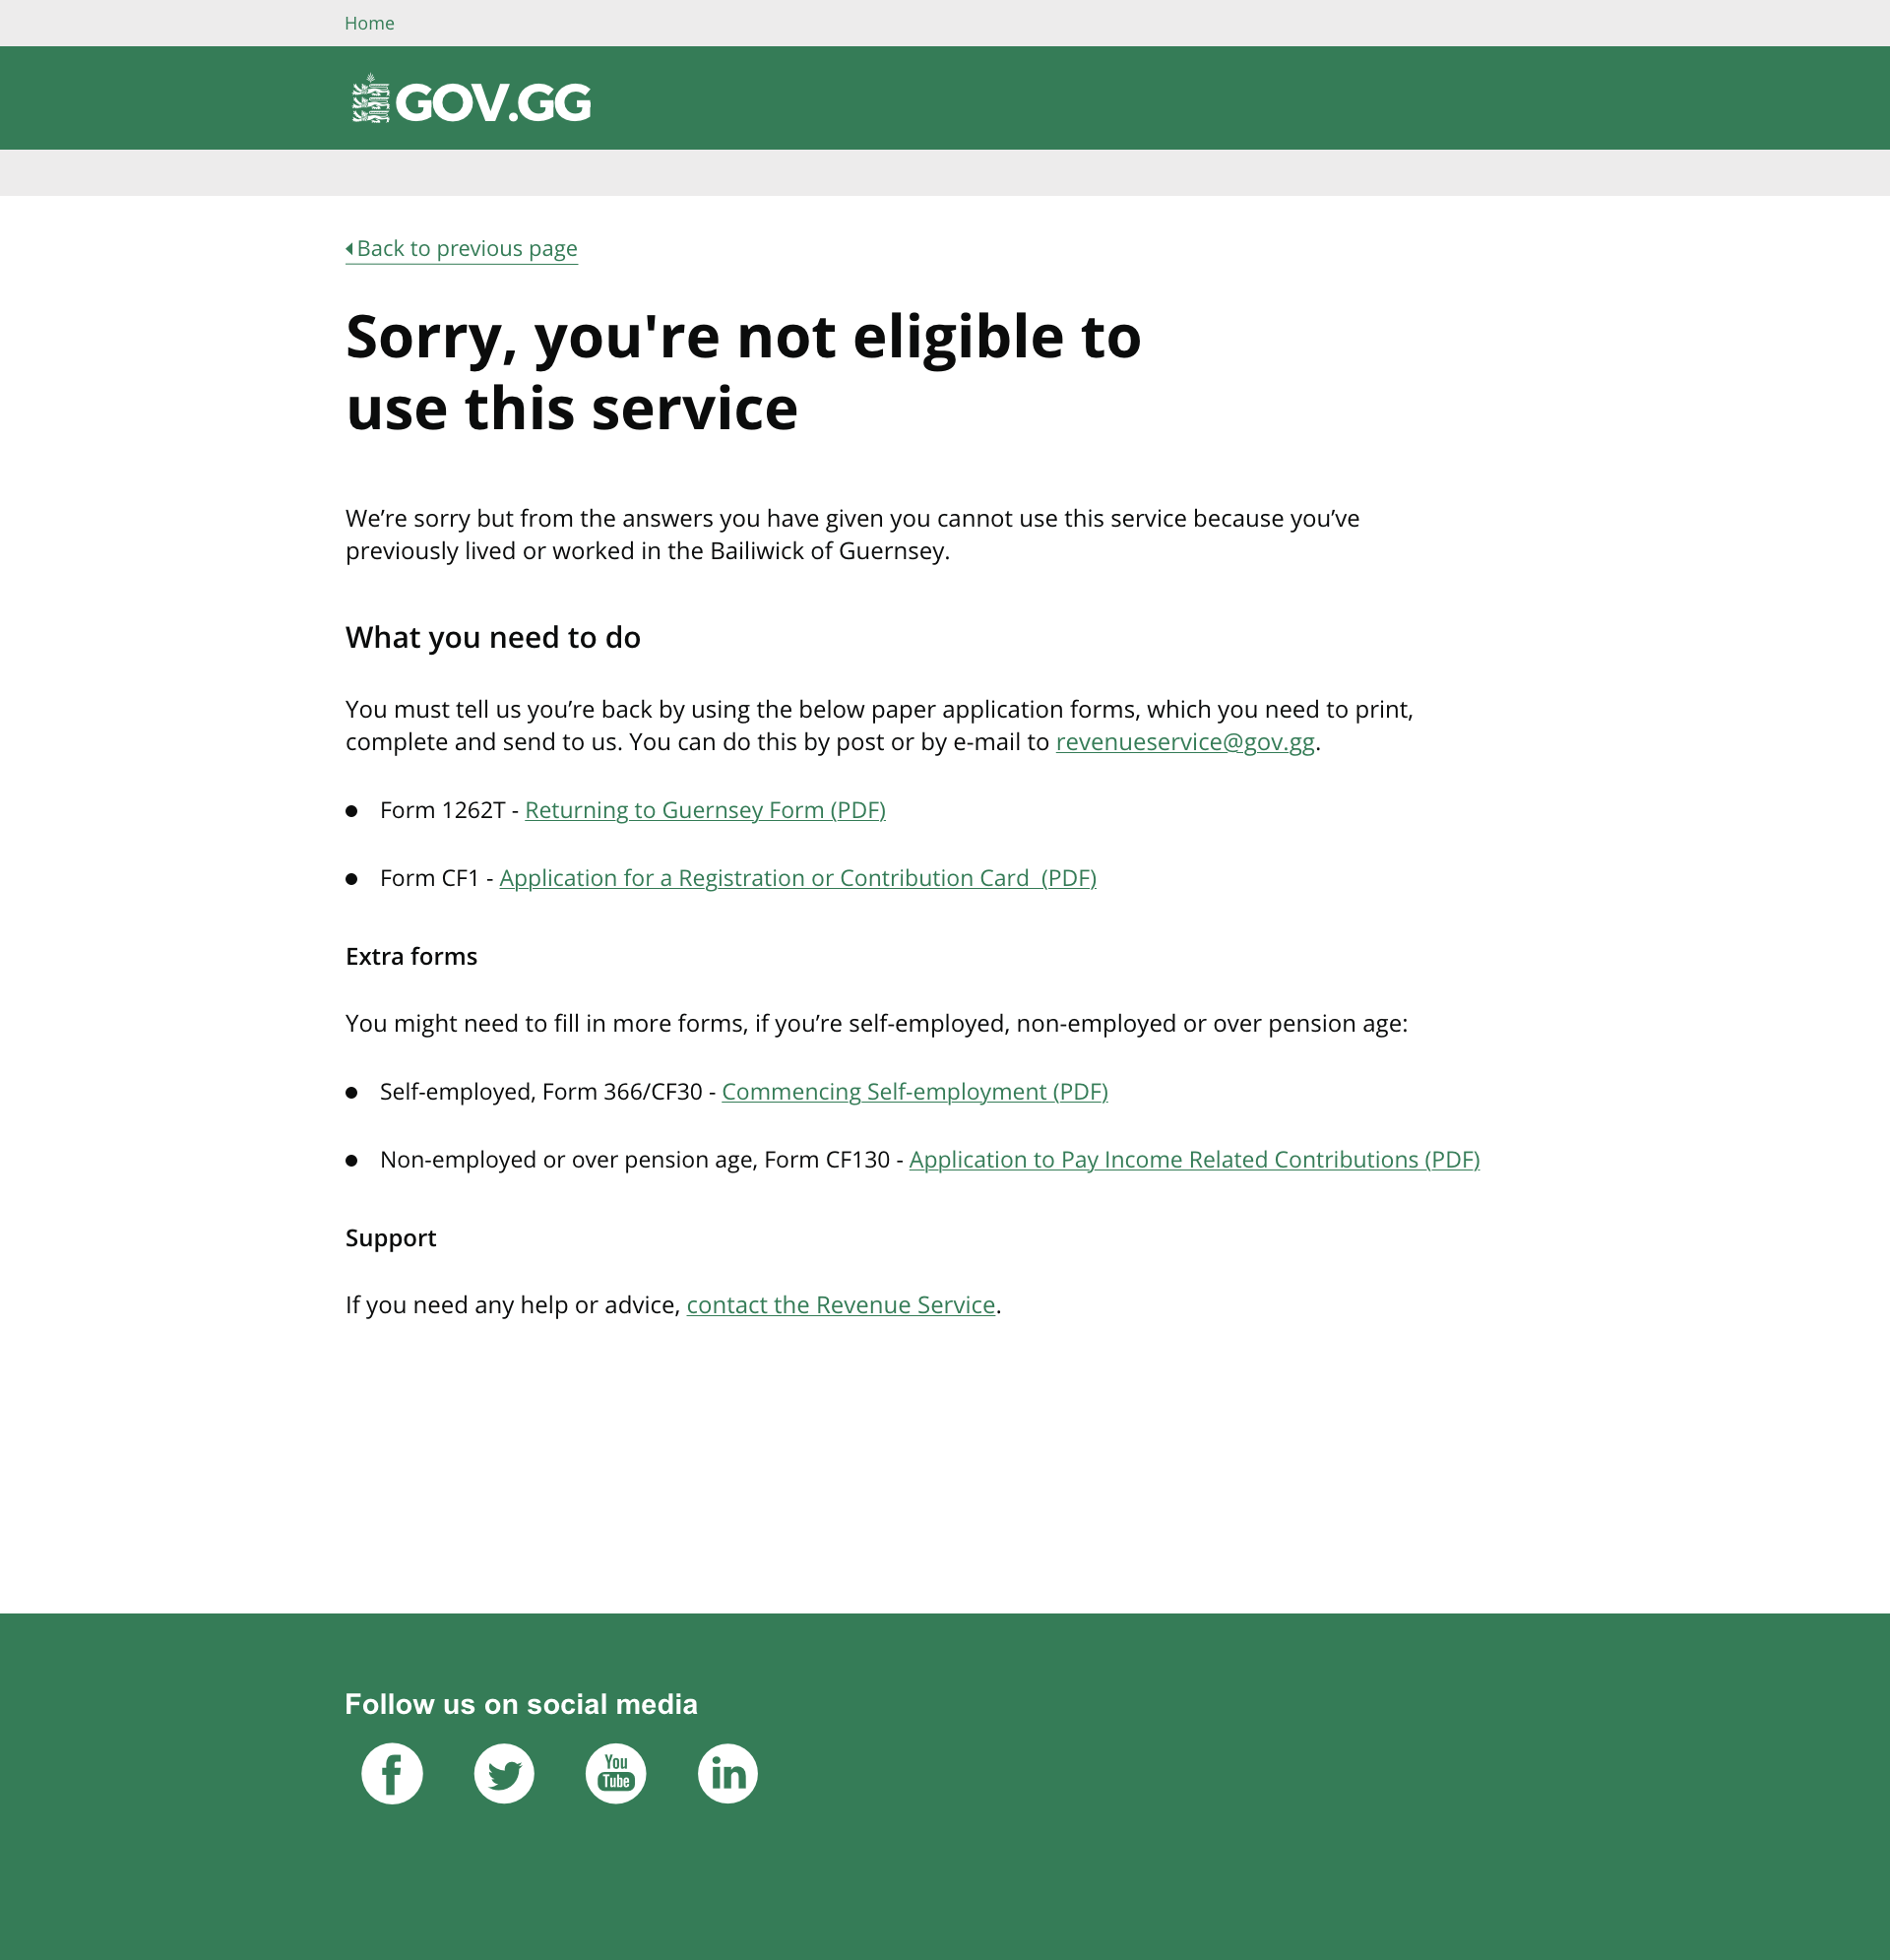 Home
GOV.GG
Back to previous page
Sorry, you're not eligible to
use this service
We’re sorry but from the answers you have given you cannot use this service because you’ve
previously lived or worked in the Bailiwick of Guernsey.
What you need to do
You must tell us you’re back by using the below paper application forms, which you need to print,
complete and send to us. You can do this by post or by e-mail to revenueservice@gov.gg.
Form 1262T - Returning to Guernsey Form (PDF)
Form CF1 - Application for a Registration or Contribution Card  (PDF)
Extra forms
You might need to fill in more forms, if you’re self-employed, non-employed or over pension age:
Self-employed, Form 366/CF30 - Commencing Self-employment (PDF)
Non-employed or over pension age, Form CF130 - Application to Pay Income Related Contributions (PDF)
Support
If you need any help or advice, contact the Revenue Service.
Follow us on social media
You
Tube
in